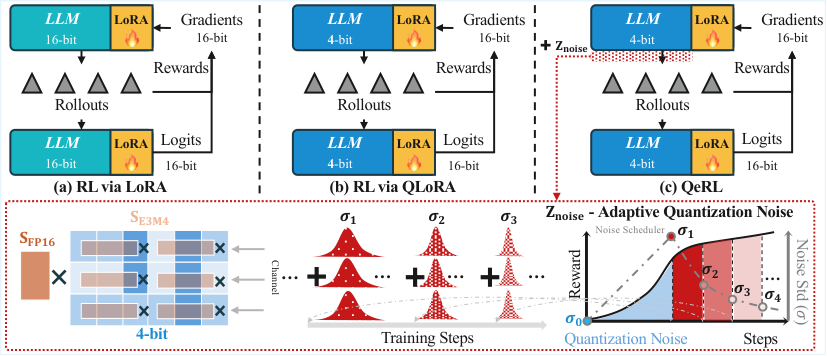 LLM
16-bit
LoRA
Gradients
16-bit
Rewards
Rollouts
LLM
16-bit
LoRA
Logits
16-bit
(a) RL via LoRA
LLM
4-bit
LoRA
Gradients
16-bit
Rewards
Rollouts
LLM
4-bit
LoRA
Logits
16-bit
(b) RL via QLoRA
+ Znoise
LLM
4-bit
LoRA
Gradients
16-bit
Rewards
Rollouts
LLM
4-bit
LoRA
Logits
16-bit
(c) QeRL
SFP16
×
SE3M4
× ×
× ×
× ×
4-bit
Channel
σ1
σ2
σ3
... + ... + ... + ...
Training Steps
Znoise - Adaptive Quantization Noise
Noise Scheduler
σ1
σ2
σ3
σ4
...
σ0
Reward
Noise Std (σ)
Quantization Noise
Steps